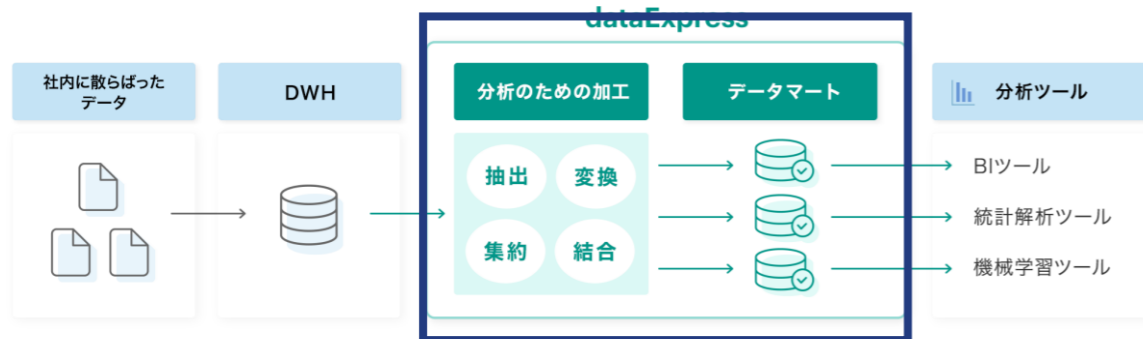 dataExpress
社内に散らばった
データ
DWH
分析のための加工
データマート
分析ツール
抽出
変換
集約
結合
BIツール
統計解析ツール
機械学習ツール